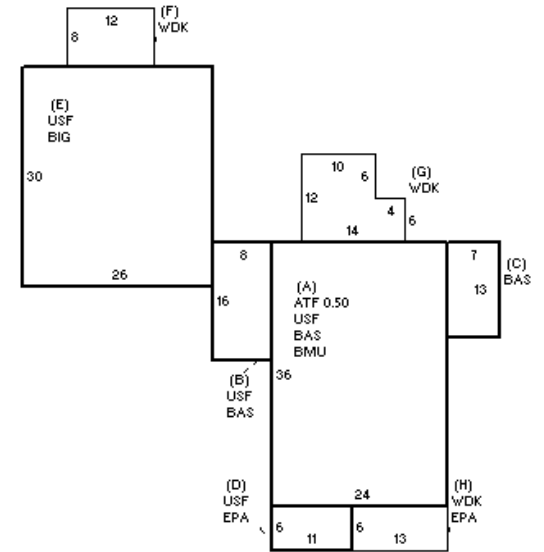 12
(F)
WDK
8
(E)
USF
BIG
30
26
10
6
12
4
6
14
(G)
WDK
8
16
7
13
(C)
BAS
(A)
ATF 0.50
USF
BAS
BMU
36
(B)
USF
BAS
24
(D)
USF
EPA
6
11
6
13
(H)
WDK
EPA